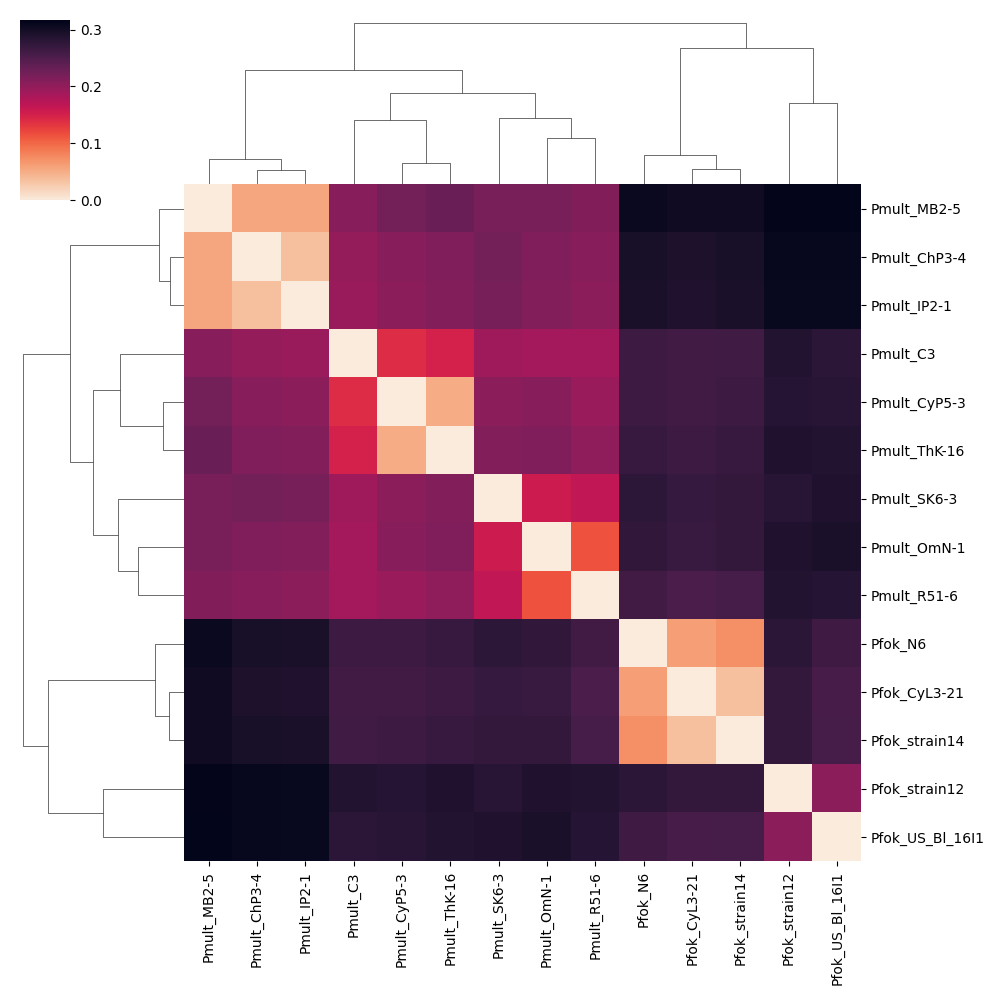 0.3
0.2
0.1
0.0
Pmult_MB2-5
Pmult_ChP3-4
Pmult_IP2-1
Pmult_C3
Pmult_CyP5-3
Pmult_ThK-16
Pmult_SK6-3
Pmult_OmN-1
Pmult_R51-6
Pfok_N6
Pfok_CyL3-21
Pfok_strain14
Pfok_strain12
Pfok_US_Bl_16I1
Pmult_MB2-5
Pmult_ChP3-4
Pmult_IP2-1
Pmult_C3
Pmult_CyP5-3
Pmult_ThK-16
Pmult_SK6-3
Pmult_OmN-1
Pmult_R51-6
Pfok_N6
Pfok_CyL3-21
Pfok_strain14
Pfok_strain12
Pfok_US_Bl_16I1